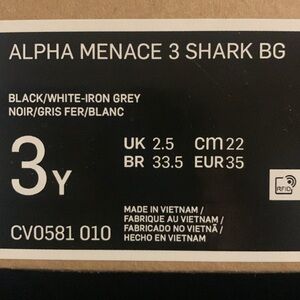 ALPHA MENACE 3 SHARK BG
BLACK/WHITE-IRON GREY
NOIR/GRIS FER/BLANC
3Y
UK 2.5 cm 22
BR 33.5 EUR 35
MADE IN VIETNAM /
FABRIQUE AU VIETNAM /
FABRICADO NO VIETNÃ /
HECHO EN VIETNAM
CV0581 010
RFID